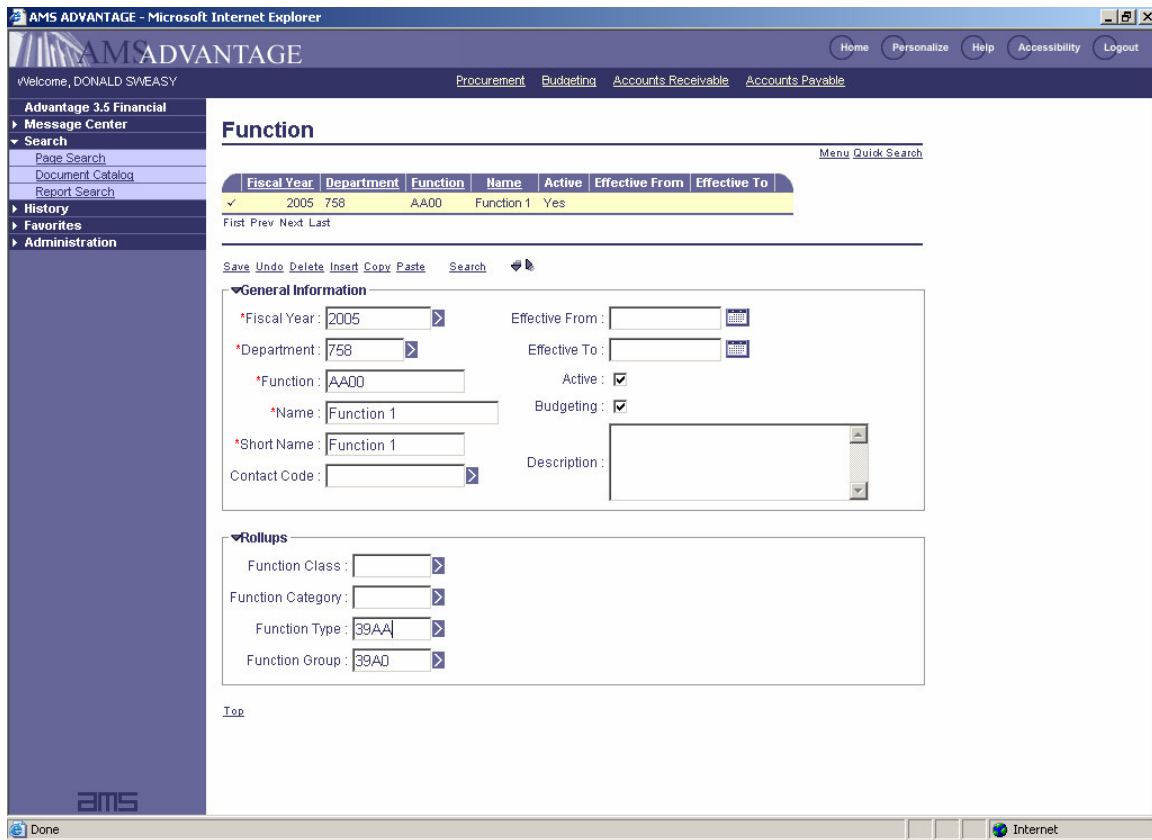 AMS ADVANTAGE - Microsoft Internet Explorer
AMSADVANTAGE
Home Personalize Help Accessibility Logout
Welcome, DONALD SWEASY
Procurement Budgeting Accounts Receivable Accounts Payable
Advantage 3.5 Financial
Message Center
Search
Page Search
Document Catalog
Report Search
History
Favorites
Administration
Function
Menu Quick Search
Fiscal Year Department Function Name Active Effective From Effective To
2005 758 AA00 Function 1 Yes
First Prev Next Last
Save Undo Delete Insert Copy Paste Search
General Information
*Fiscal Year : 2005 Effective From :
*Department : 758 Effective To :
*Function : AA00 Active :
*Name : Function 1 Budgeting :
*Short Name : Function 1
Description :
Contact Code :
Rollups
Function Class :
Function Category :
Function Type : 39AA
Function Group : 39A0
Top
ams
Done Internet